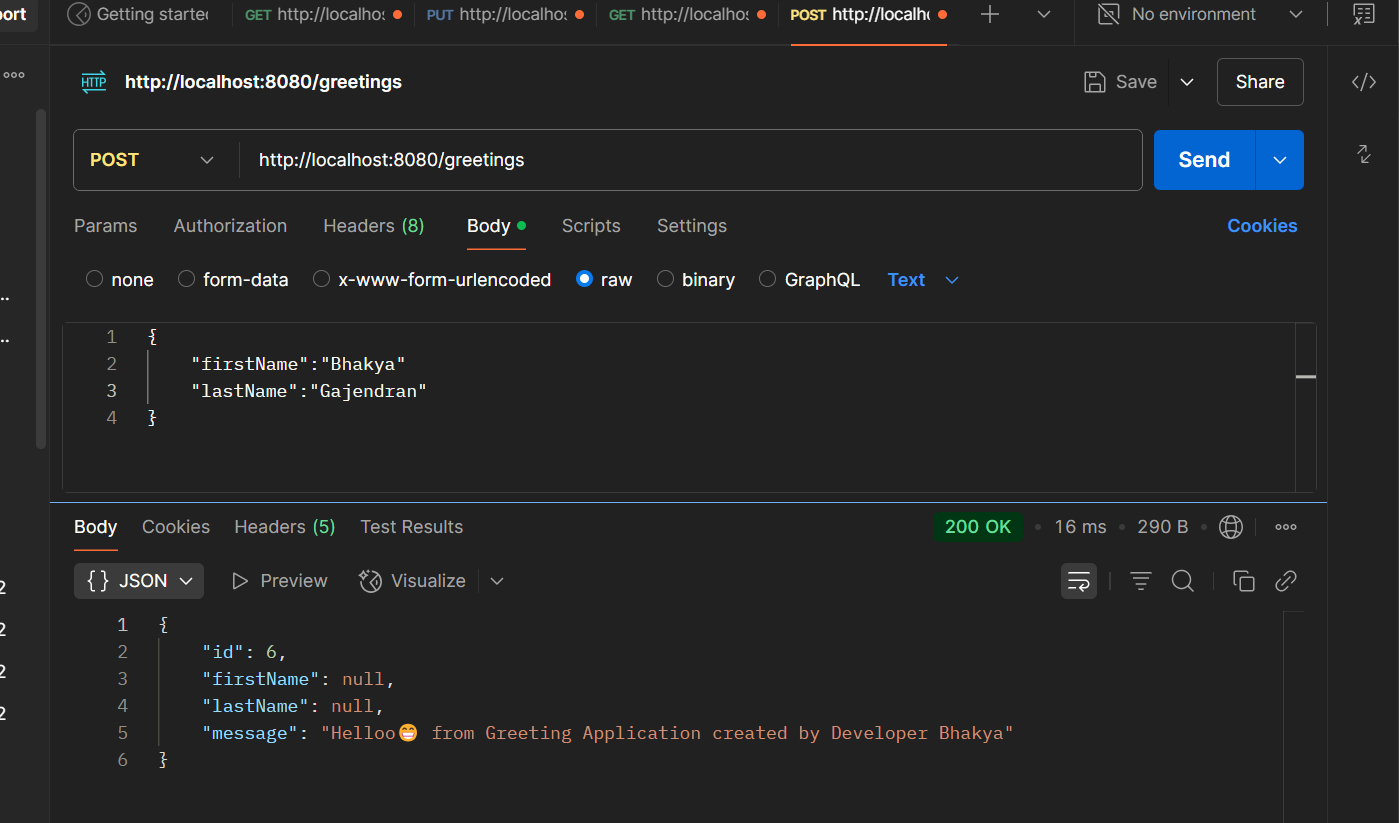 port
Getting started
GET http://localhos
PUT http://localhos
GET http://localhos
POST http://localho
No environment
HTTP
http://localhost:8080/greetings
Save
Share
POST
http://localhost:8080/greetings
Send
Params
Authorization
Headers (8)
Body
Scripts
Settings
Cookies
none
form-data
x-www-form-urlencoded
raw
binary
GraphQL
Text
1 {
2 "firstName":"Bhakya"
3 "lastName":"Gajendran"
4 }
Body
Cookies
Headers (5)
Test Results
200 OK
16 ms
290 B
{} JSON
Preview
Visualize
1 {
2 "id": 6,
3 "firstName": null,
4 "lastName": null,
5 "message": "Helloo😁 from Greeting Application created by Developer Bhakya"
6 }
2
2
2
2